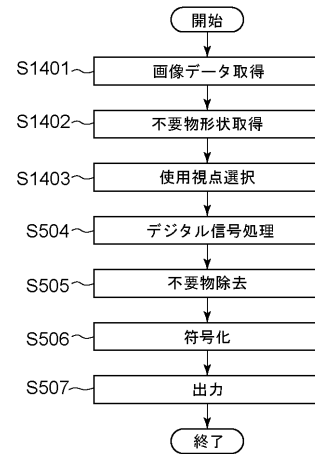 開始
S1401 画像データ取得
S1402 不要物形状取得
S1403 使用視点選択
S504 デジタル信号処理
S505 不要物除去
S506 符号化
S507 出力
終了